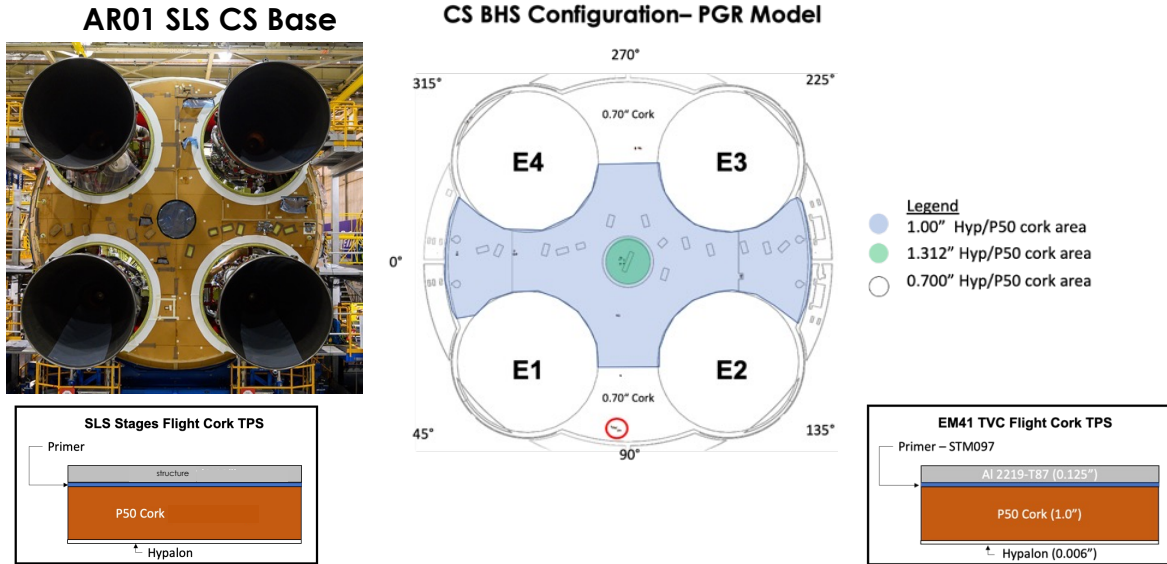 AR01 SLS CS Base
CS BHS Configuration– PGR Model
270°
315°
225°
0.70” Cork
E4
E3
0°
E1
E2
0.70” Cork
45°
135°
90°
Legend
1.00” Hyp/P50 cork area
1.312” Hyp/P50 cork area
0.700” Hyp/P50 cork area
SLS Stages Flight Cork TPS
Primer
structure
P50 Cork
Hypalon
EM41 TVC Flight Cork TPS
Primer – STM097
Al 2219-T87 (0.125”)
P50 Cork (1.0”)
Hypalon (0.006”)